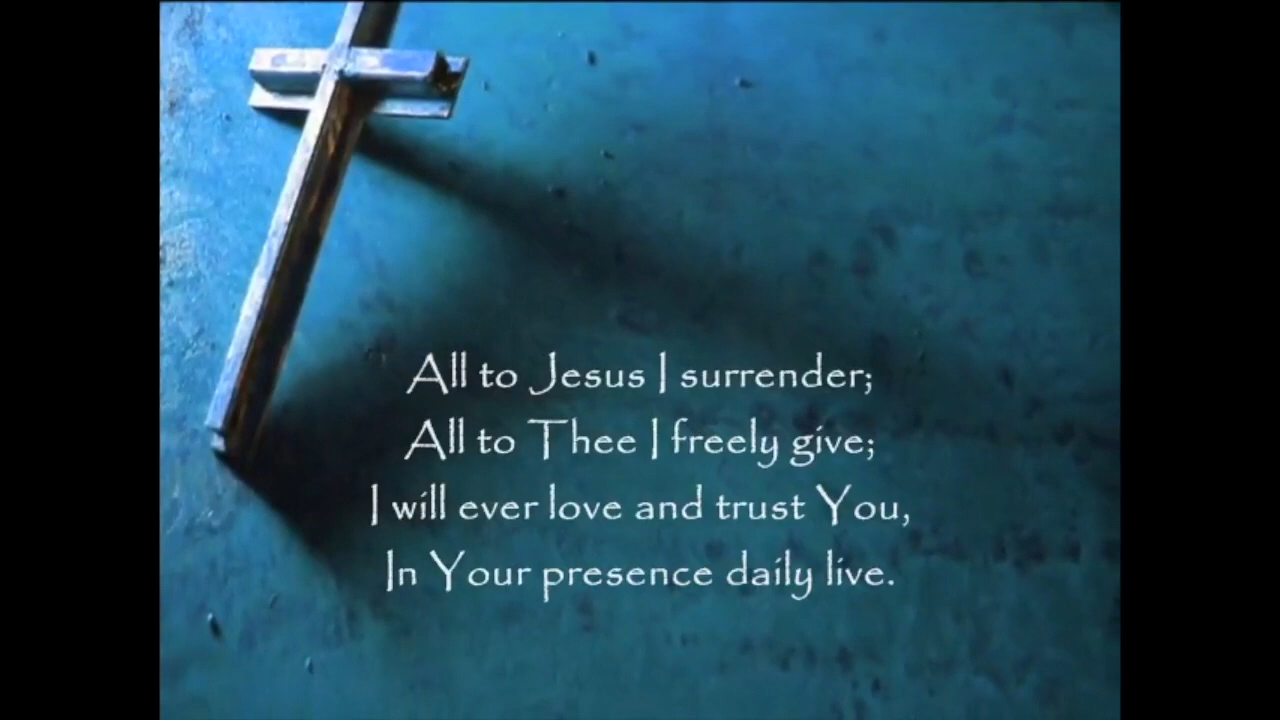 All to Jesus I surrender;
All to Thee I freely give;
I will ever love and trust You,
In Your presence daily live.